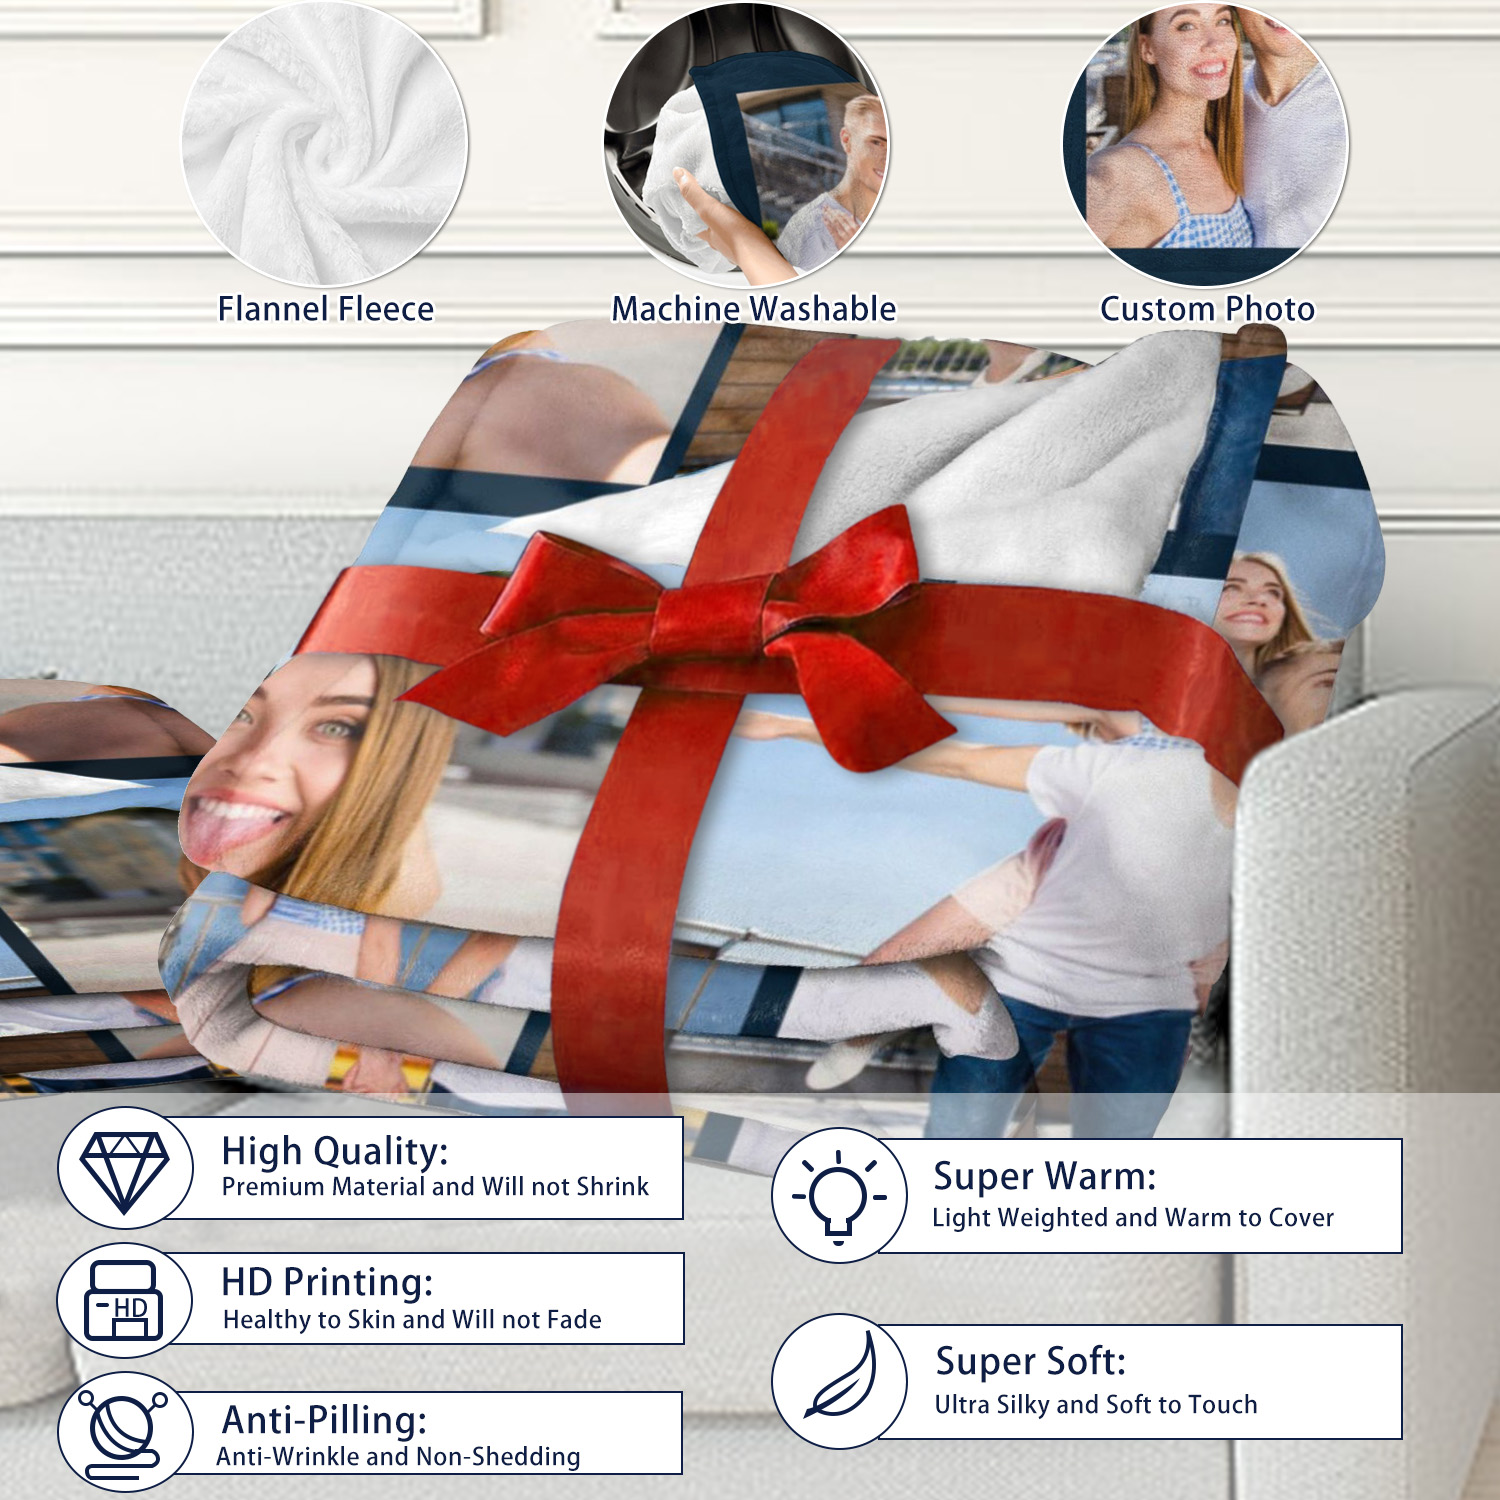 Flannel Fleece
Machine Washable
Custom Photo
High Quality:
Premium Material and Will not Shrink
HD Printing:
Healthy to Skin and Will not Fade
HD
Anti-Pilling:
Anti-Wrinkle and Non-Shedding
Super Warm:
Light Weighted and Warm to Cover
Super Soft:
Ultra Silky and Soft to Touch